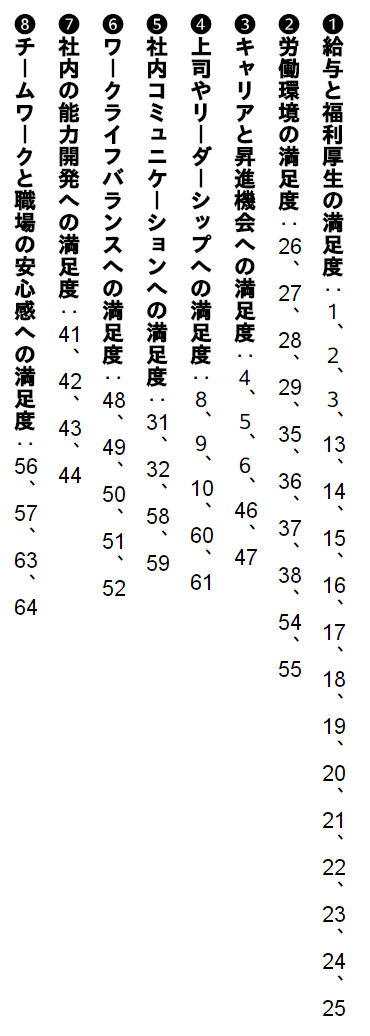 ❶給与と福利厚生の満足度：1、2、3、13、14、15、16、17、18、19、20、21、22、23、24、25
❷労働環境の満足度：26、27、28、29、35、36、37、38、54、55
❸キャリアと昇進機会への満足度：4、5、6、46、47
❹上司やリーダーシップへの満足度：8、9、10、60、61
❺社内コミュニケーションへの満足度：31、32、58、59
❻ワークライフバランスへの満足度：48、49、50、51、52
❼社内の能力開発への満足度：41、42、43、44
❽チームワークと職場の安心感への満足度：56、57、63、64